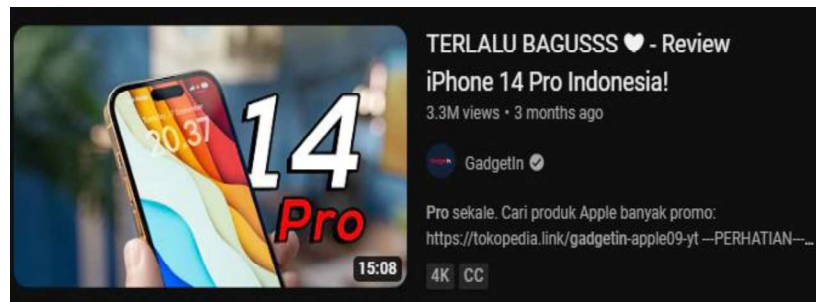 20.37
14
Pro
15:08
TERLALU BAGUSSS 🤍 - Review
iPhone 14 Pro Indonesia!
3.3M views • 3 months ago
GadgetIn
Pro sekale. Cari produk Apple banyak promo:
https://tokopedia.link/gadgetin-apple09-yt ---PERHATIAN---...
4K CC